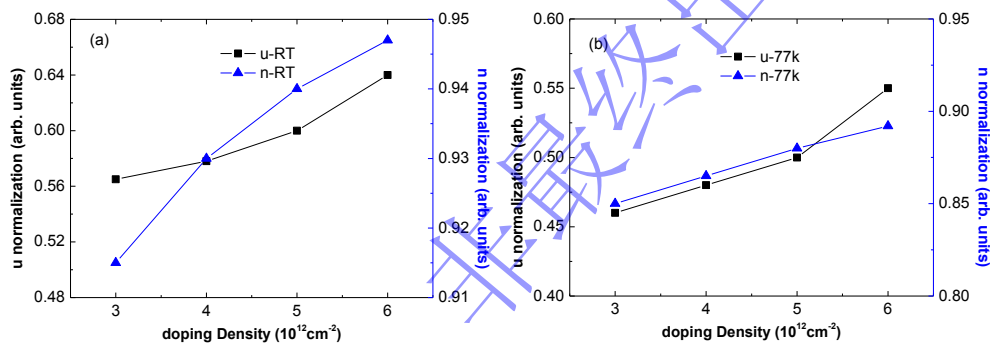 (a)
u-RT
n-RT
u normalization (arb. units)
0.68
0.64
0.60
0.56
0.52
0.48
n normalization (arb. units)
0.95
0.94
0.93
0.92
0.91
3 4 5 6
doping Density (10¹²cm⁻²)
(b)
u-77k
n-77k
u normalization (arb. units)
0.60
0.55
0.50
0.45
0.40
n normalization (arb. units)
0.95
0.90
0.85
0.80
3 4 5 6
doping Density (10¹²cm⁻²)